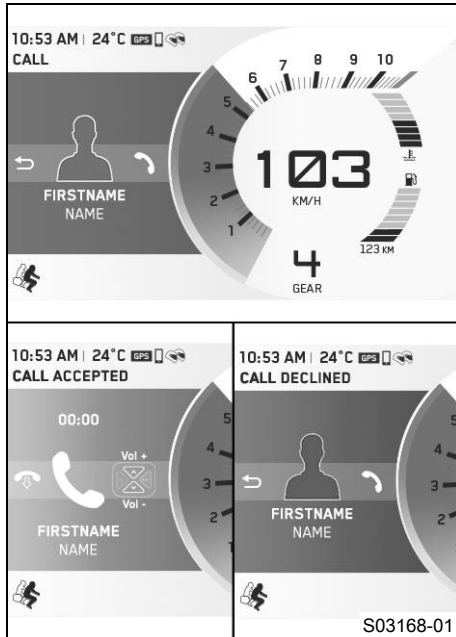 10:53 AM | 24°C GPS
CALL
FIRSTNAME
NAME
1
2
3
4
5
6
7
8
9
10
103
KM/H
4
GEAR
123 KM
10:53 AM | 24°C GPS
CALL ACCEPTED
00:00
Vol +
Vol -
FIRSTNAME
NAME
5
4
3
2
1
10:53 AM | 24°C GPS
CALL DECLINED
FIRSTNAME
NAME
5
4
3
2
S03168-01